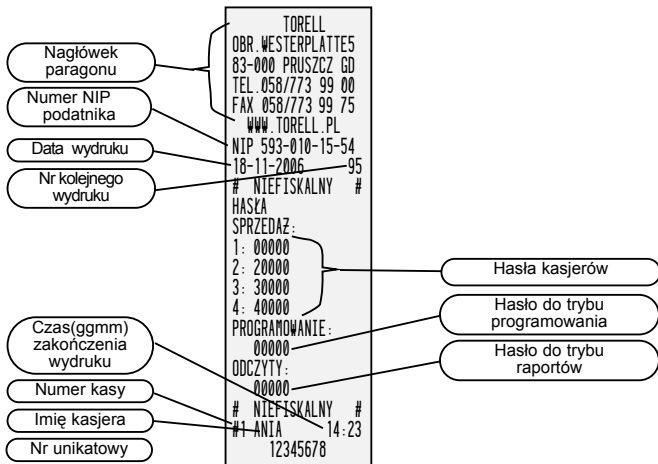 TORELL
OBR.WESTERPLATTE5
83-000 PRUSZCZ GD
TEL.058/773 99 00
FAX 058/773 99 75
WWW.TORELL.PL
NIP 593-010-15-54
18-11-2006 95
# NIEFISKALNY #
HASŁA
SPRZEDAŻ:
1: 00000
2: 20000
3: 30000
4: 40000
PROGRAMOWANIE:
00000
ODCZYTY:
00000
# NIEFISKALNY #
#1 ANIA 14:23
12345678
Nagłówek
paragonu
Numer NIP
podatnika
Data wydruku
Nr kolejnego
wydruku
Czas(ggmm)
zakończenia
wydruku
Numer kasy
Imię kasjera
Nr unikatowy
Hasła kasjerów
Hasło do trybu
programowania
Hasło do trybu
raportów